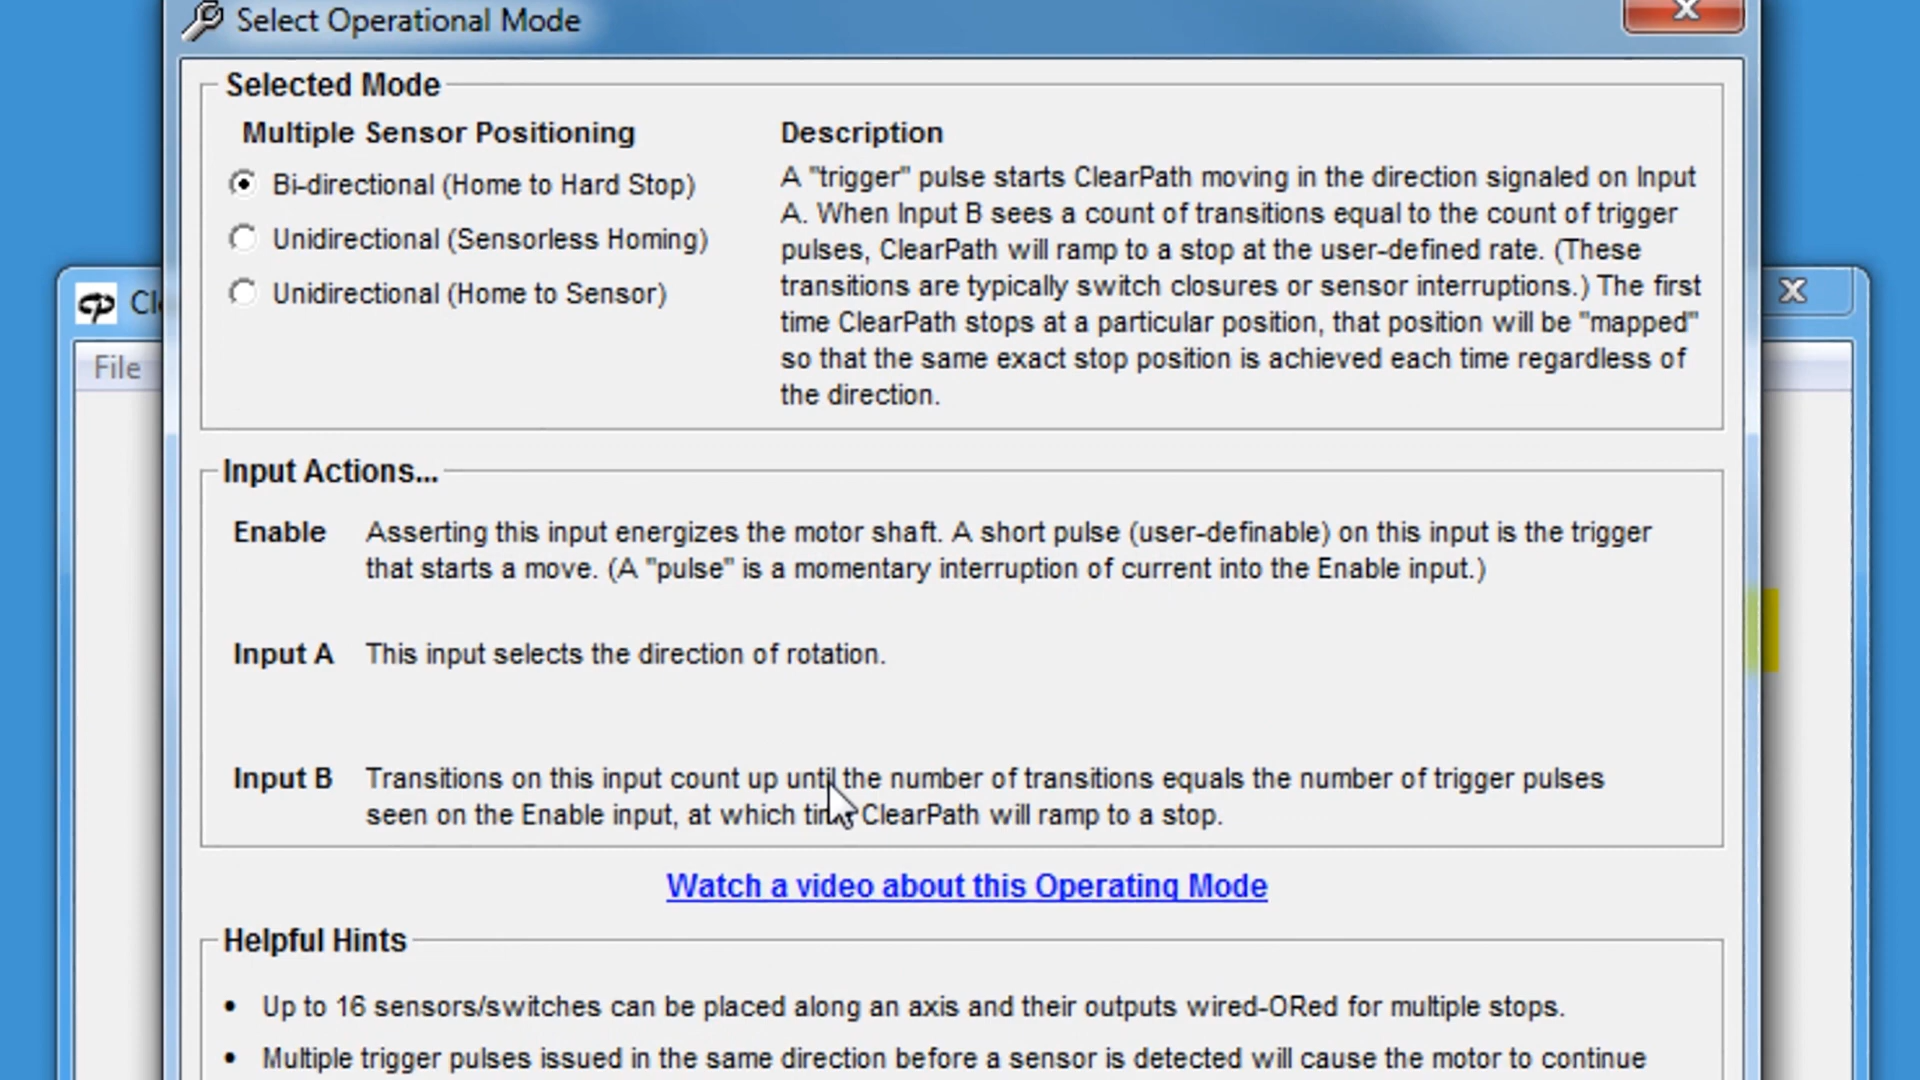 Select Operational Mode
Selected Mode
Multiple Sensor Positioning
Bi-directional (Home to Hard Stop)
Unidirectional (Sensorless Homing)
Unidirectional (Home to Sensor)
Description
A "trigger" pulse starts ClearPath moving in the direction signaled on Input
A. When Input B sees a count of transitions equal to the count of trigger
pulses, ClearPath will ramp to a stop at the user-defined rate. (These
transitions are typically switch closures or sensor interruptions.) The first
time ClearPath stops at a particular position, that position will be "mapped"
so that the same exact stop position is achieved each time regardless of
the direction.
File
Input Actions...
Enable Asserting this input energizes the motor shaft. A short pulse (user-definable) on this input is the trigger
that starts a move. (A "pulse" is a momentary interruption of current into the Enable input.)
Input A This input selects the direction of rotation.
Input B Transitions on this input count up until the number of transitions equals the number of trigger pulses
seen on the Enable input, at which time ClearPath will ramp to a stop.
Watch a video about this Operating Mode
Helpful Hints
• Up to 16 sensors/switches can be placed along an axis and their outputs wired-ORed for multiple stops.
• Multiple trigger pulses issued in the same direction before a sensor is detected will cause the motor to continue